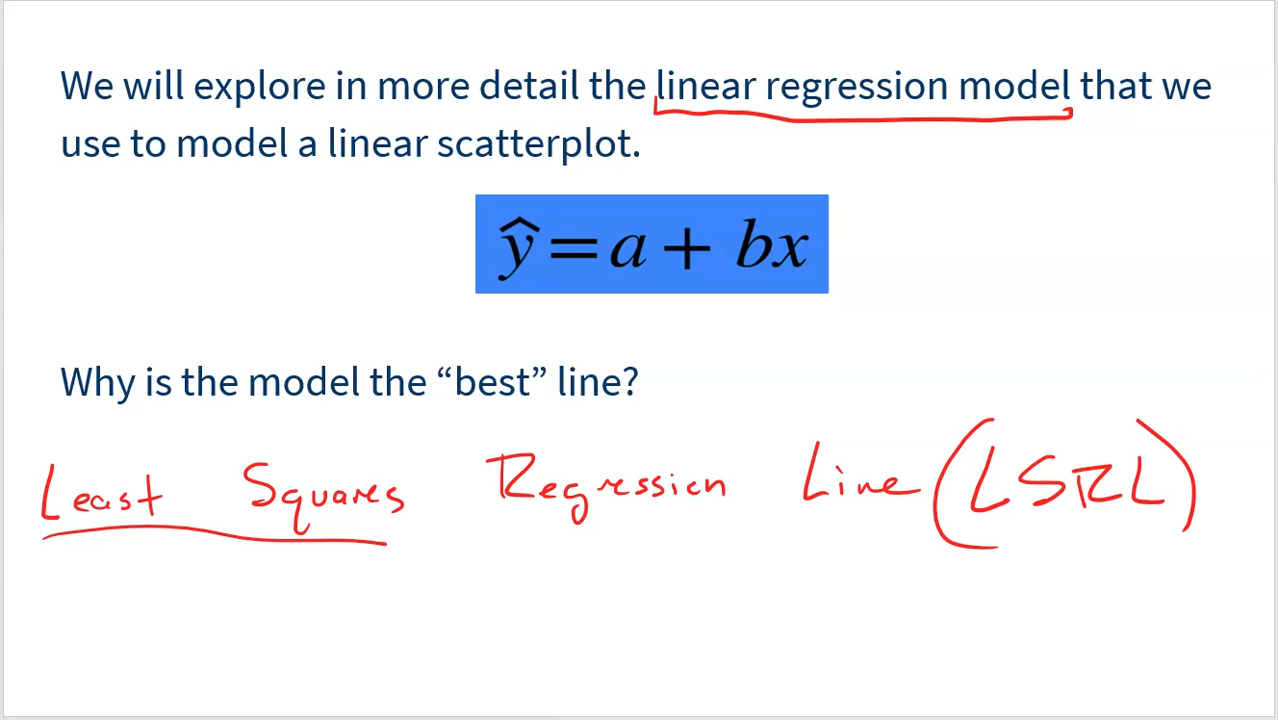 We will explore in more detail the linear regression model that we
use to model a linear scatterplot.
ŷ = a + bx
Why is the model the “best” line?
Least Squares Regression Line (LSRL)